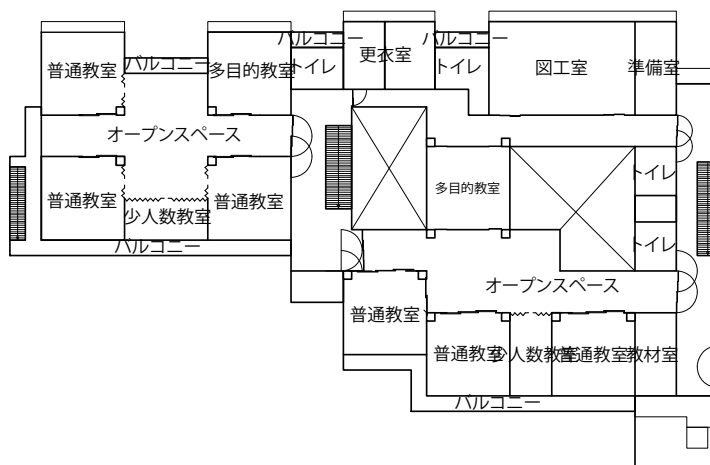 バルコニー
更衣室
バルコニー
普通教室
バルコニー
多目的教室
トイレ
トイレ
図工室
準備室
オープンスペース
普通教室
少人数教室
普通教室
バルコニー
多目的教室
トイレ
トイレ
オープンスペース
普通教室
普通教室
少人数教室
普通教室
教材室
バルコニー